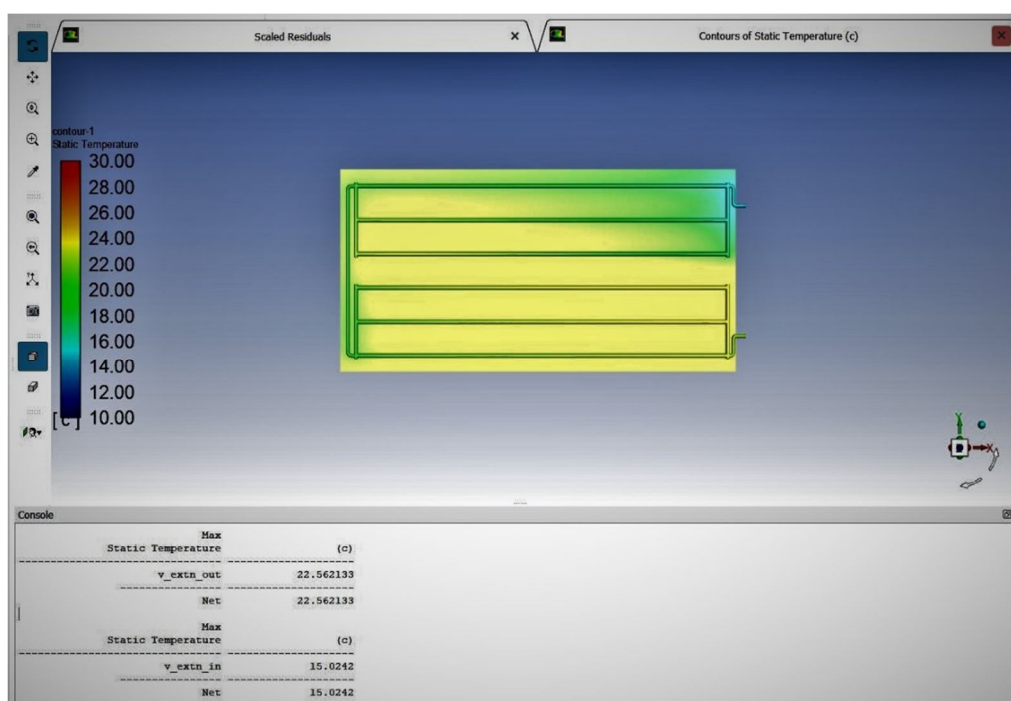 Scaled Residuals
Contours of Static Temperature (c)
contour-1
Static Temperature
30.00
28.00
26.00
24.00
22.00
20.00
18.00
16.00
14.00
12.00
10.00
[c]
Y
X
Console
Max
Static Temperature (c)
v_extn_out 22.562133
Net 22.562133
Max
Static Temperature (c)
v_extn_in 15.0242
Net 15.0242